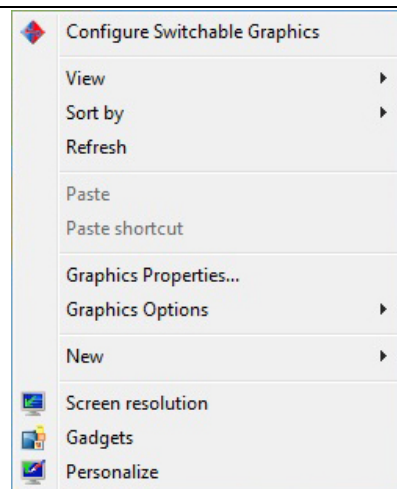 Configure Switchable Graphics
View
Sort by
Refresh
Paste
Paste shortcut
Graphics Properties...
Graphics Options
New
Screen resolution
Gadgets
Personalize